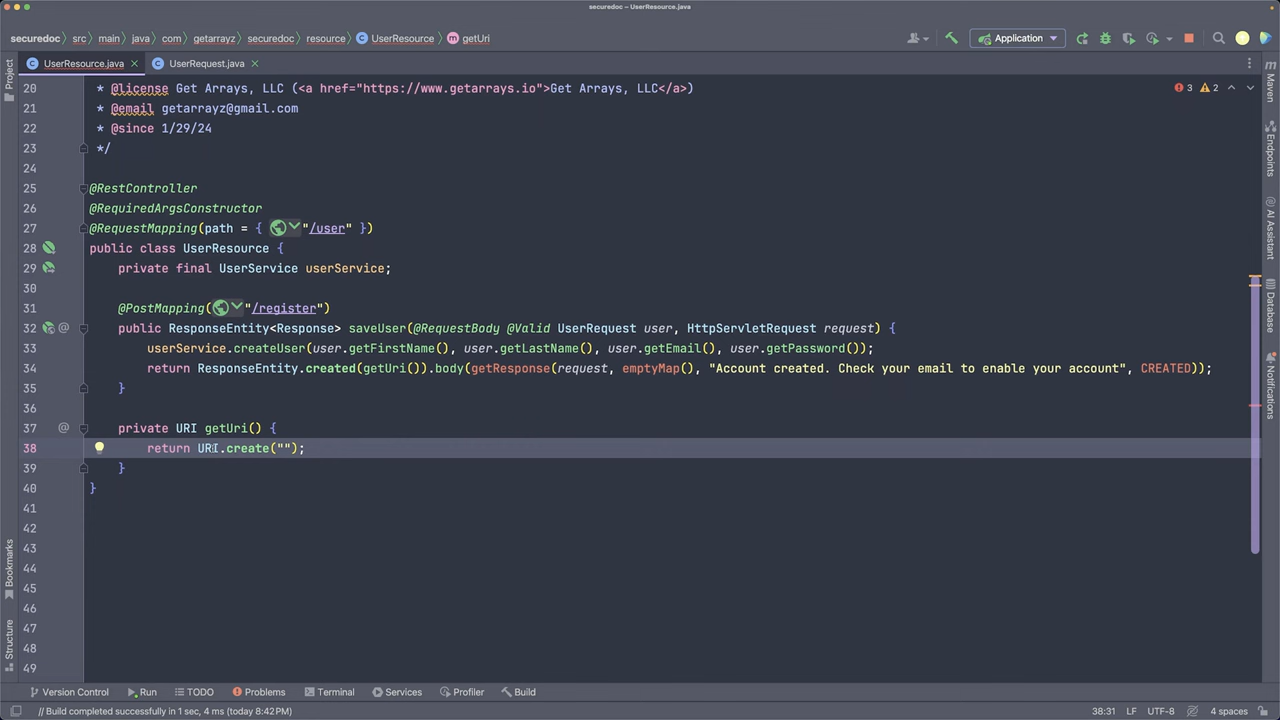 securedoc – UserResource.java
securedoc src main java com getarrayz securedoc resource UserResource getUri Application
UserResource.java UserRequest.java
20 * @license Get Arrays, LLC (<a href="https://www.getarrays.io">Get Arrays, LLC</a>) 3 2
21 * @email getarrayz@gmail.com
22 * @since 1/29/24
23 */
24
25 @RestController
26 @RequiredArgsConstructor
27 @RequestMapping(path = { "/user" })
28 public class UserResource {
29 private final UserService userService;
30
31 @PostMapping("/register")
32 public ResponseEntity<Response> saveUser(@RequestBody @Valid UserRequest user, HttpServletRequest request) {
33 userService.createUser(user.getFirstName(), user.getLastName(), user.getEmail(), user.getPassword());
34 return ResponseEntity.created(getUri()).body(getResponse(request, emptyMap(), "Account created. Check your email to enable your account", CREATED));
35 }
36
37 private URI getUri() {
38 return URI.create("");
39 }
40 }
41
42
43
44
45
46
47
48
49
Project
Bookmarks
Structure
Maven
Endpoints
AI Assistant
Database
Notifications
Version Control Run TODO Problems Terminal Services Profiler Build
// Build completed successfully in 1 sec, 4 ms (today 8:42PM) 38:31 LF UTF-8 4 spaces